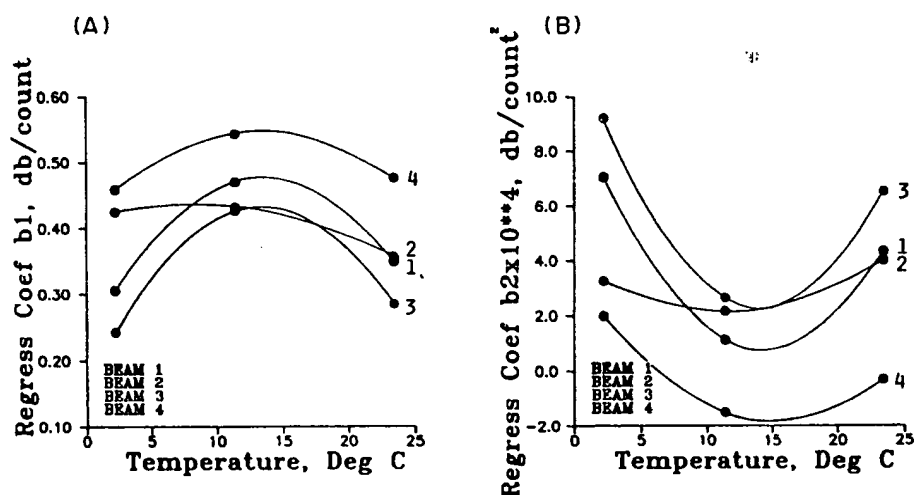 (A)
Regress Coef b1, db/count
0.60
0.50
0.40
0.30
0.20
0.10
4
2
1
3
BEAM 1
BEAM 2
BEAM 3
BEAM 4
0 5 10 15 20 25
Temperature, Deg C
(B)
Regress Coef b2x10**4, db/count²
10.0
8.0
6.0
4.0
2.0
0.0
-2.0
3
1
2
4
BEAM 1
BEAM 2
BEAM 3
BEAM 4
0 5 10 15 20 25
Temperature, Deg C